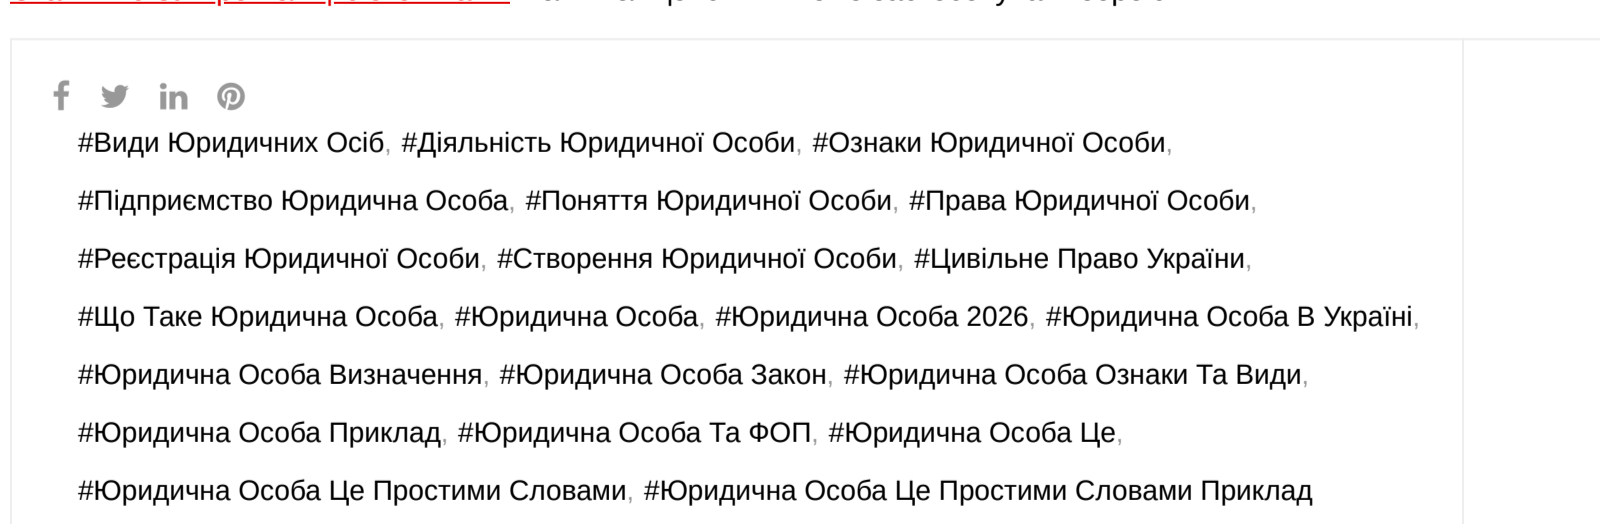 #Види Юридичних Осіб, #Діяльність Юридичної Особи, #Ознаки Юридичної Особи,
#Підприємство Юридична Особа, #Поняття Юридичної Особи, #Права Юридичної Особи,
#Реєстрація Юридичної Особи, #Створення Юридичної Особи, #Цивільне Право України,
#Що Таке Юридична Особа, #Юридична Особа, #Юридична Особа 2026, #Юридична Особа В Україні,
#Юридична Особа Визначення, #Юридична Особа Закон, #Юридична Особа Ознаки Та Види,
#Юридична Особа Приклад, #Юридична Особа Та ФОП, #Юридична Особа Це,
#Юридична Особа Це Простими Словами, #Юридична Особа Це Простими Словами Приклад